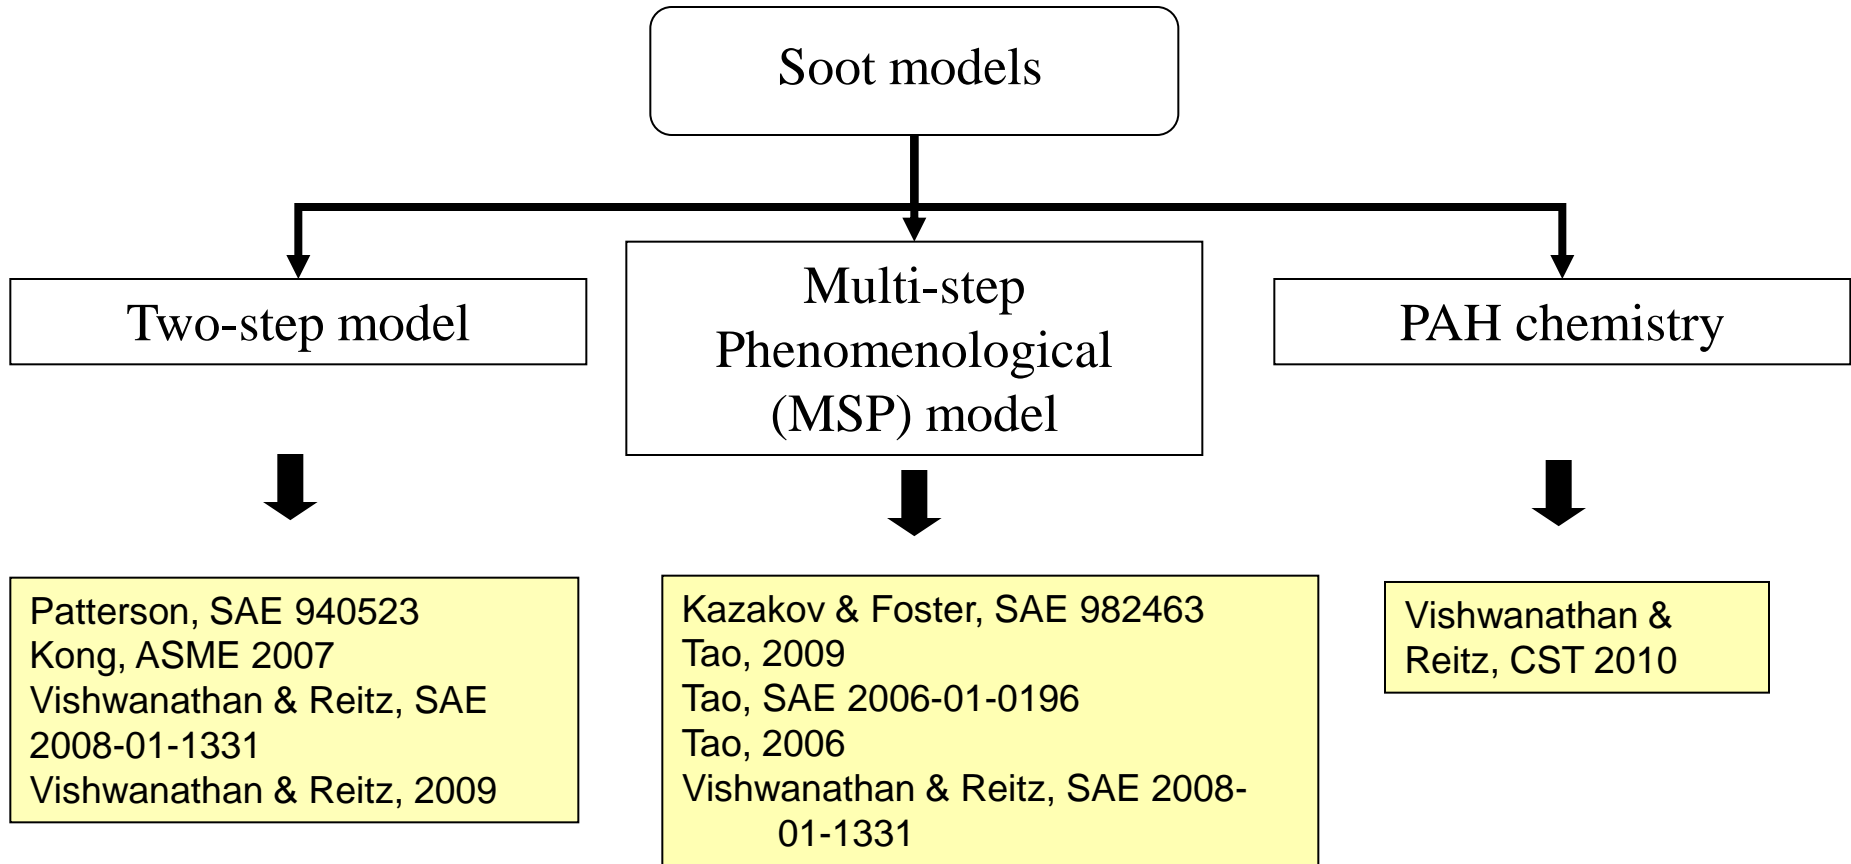 Soot models
Two-step model
Multi-step
Phenomenological
(MSP) model
PAH chemistry
Patterson, SAE 940523
Kong, ASME 2007
Vishwanathan & Reitz, SAE
2008-01-1331
Vishwanathan & Reitz, 2009
Kazakov & Foster, SAE 982463
Tao, 2009
Tao, SAE 2006-01-0196
Tao, 2006
Vishwanathan & Reitz, SAE 2008-
01-1331
Vishwanathan &
Reitz, CST 2010